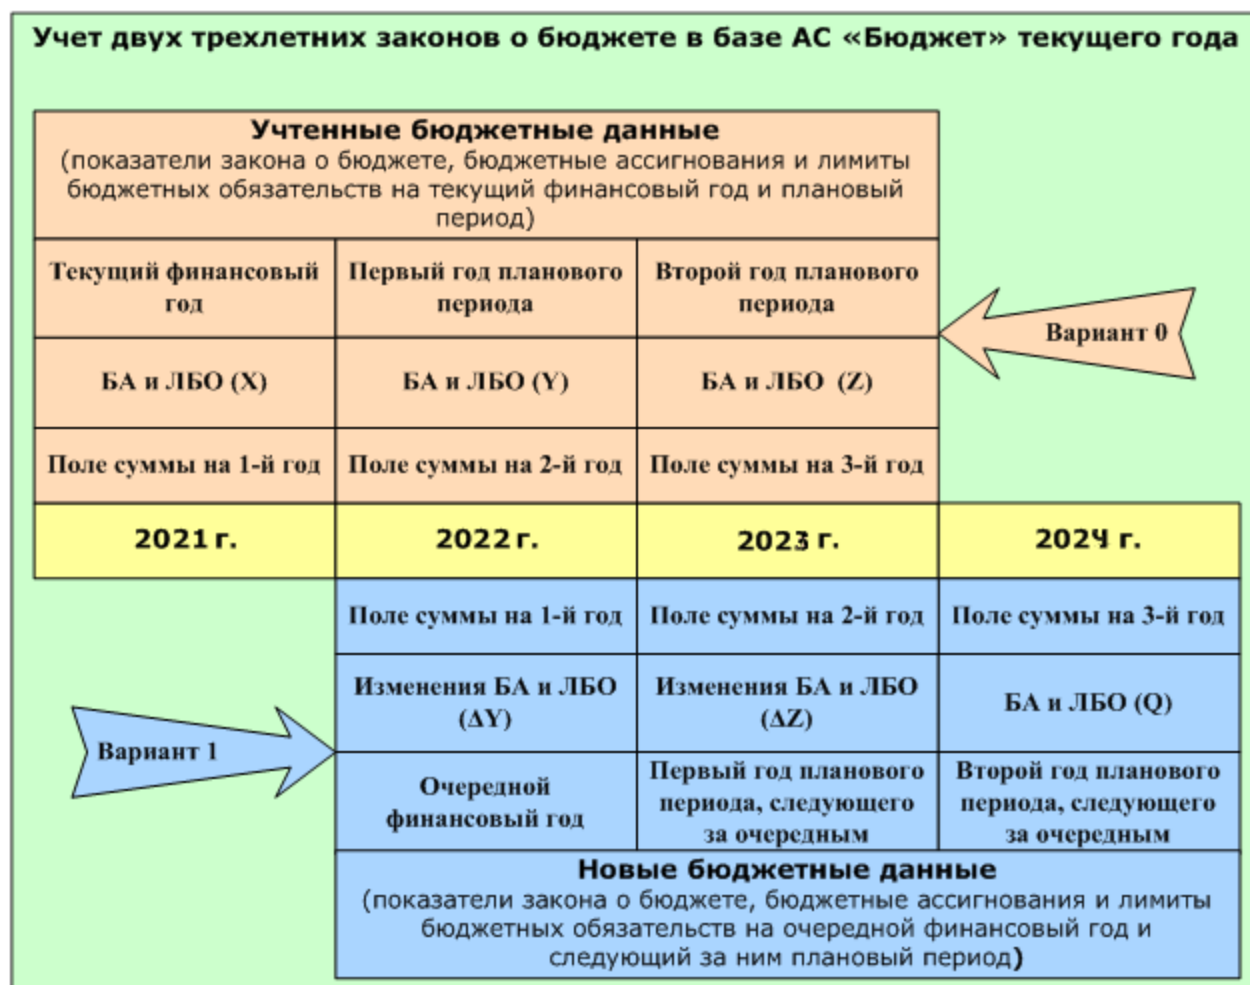 Учет двух трехлетних законов о бюджете в базе АС «Бюджет» текущего года
Учтенные бюджетные данные
(показатели закона о бюджете, бюджетные ассигнования и лимиты
бюджетных обязательств на текущий финансовый год и плановый
период)
Текущий финансовый
год
Первый год планового
периода
Второй год планового
периода
Вариант 0
БА и ЛБО (X)
БА и ЛБО (Y)
БА и ЛБО (Z)
Поле суммы на 1-й год
Поле суммы на 2-й год
Поле суммы на 3-й год
2021 г.
2022 г.
2023 г.
2024 г.
Поле суммы на 1-й год
Поле суммы на 2-й год
Поле суммы на 3-й год
Изменения БА и ЛБО
(ΔY)
Изменения БА и ЛБО
(ΔZ)
БА и ЛБО (Q)
Вариант 1
Очередной
финансовый год
Первый год планового
периода, следующего
за очередным
Второй год планового
периода, следующего
за очередным
Новые бюджетные данные
(показатели закона о бюджете, бюджетные ассигнования и лимиты
бюджетных обязательств на очередной финансовый год и
следующий за ним плановый период)